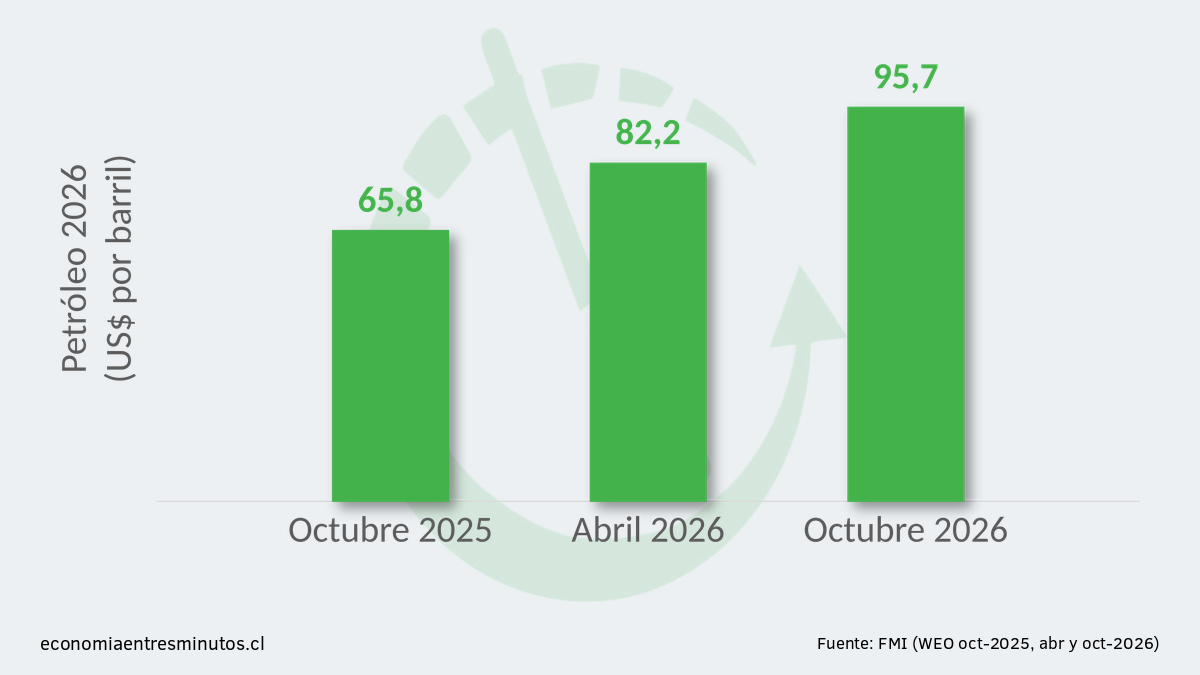 Petróleo 2026
(US$ por barril)
65,8
82,2
95,7
Octubre 2025
Abril 2026
Octubre 2026
economiaentresminutos.cl
Fuente: FMI (WEO oct-2025, abr y oct-2026)